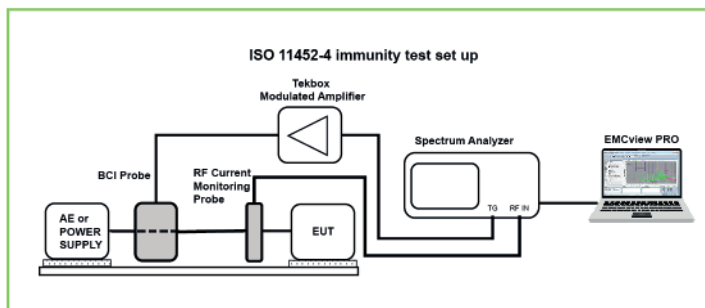 ISO 11452-4 immunity test set up
Tekbox
Modulated Amplifier
Spectrum Analyzer
EMCview PRO
BCI Probe
RF Current
Monitoring
Probe
TG
RF IN
AE or
POWER
SUPPLY
EUT